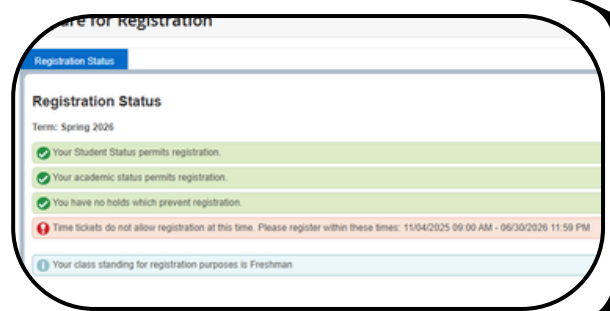 for Registration
Registration Status
Registration Status
Term: Spring 2026
Your Student Status permits registration.
Your academic status permits registration.
You have no holds which prevent registration.
Time tickets do not allow registration at this time. Please register within these times: 11/04/2025 09:00 AM - 06/30/2026 11:59 PM
Your class standing for registration purposes is Freshman